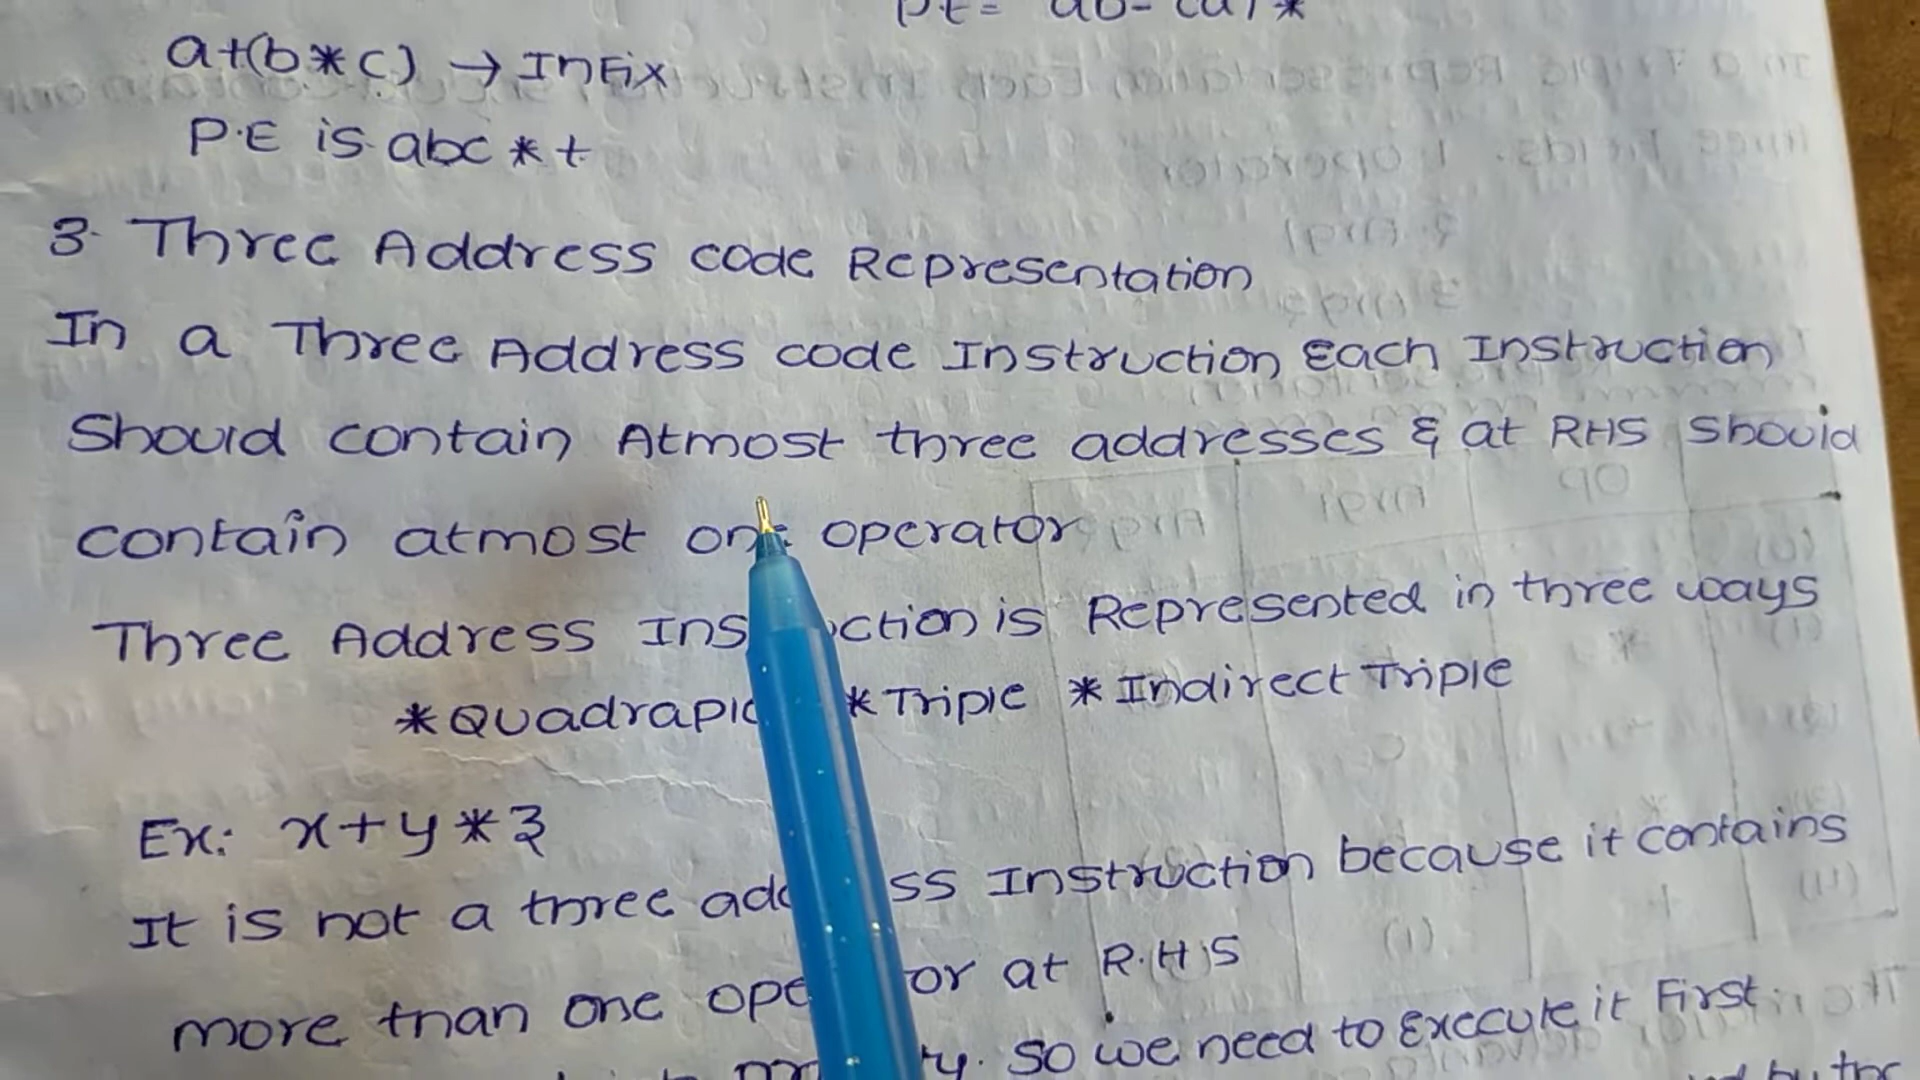 a+(b*c) → Infix
P.E is abc*+
3. Three Address code Representation
In a Three Address code Instruction Each Instruction
Should contain Atmost three addresses & at RHS Should
contain atmost one operator
Three Address Ins ction is Represented in three ways
*Quadrapl *Triple *Indirect Triple
Ex: x+y*z
It is not a three add ss Instruction because it contains
more than one ope or at R.H.S
y. So we need to Execute it First
by the